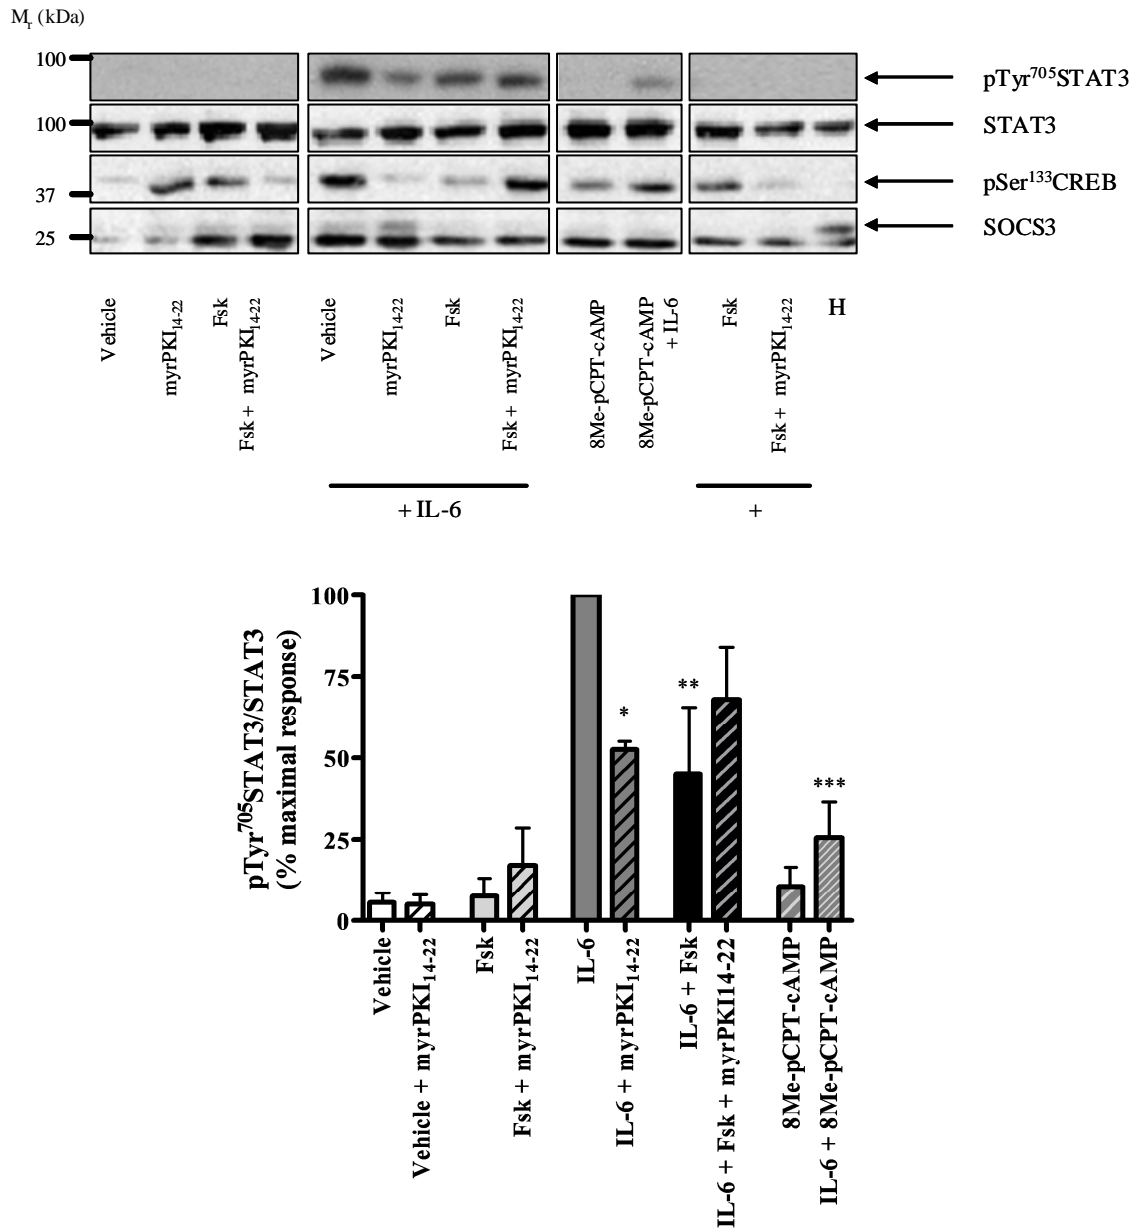 Mr (kDa)
100
pTyr705STAT3
100
STAT3
37
pSer133CREB
25
SOCS3
Vehicle
myrPKI14-22
Fsk
Fsk + myrPKI14-22
Vehicle
myrPKI14-22
Fsk
Fsk + myrPKI14-22
8Me-pCPT-cAMP
8Me-pCPT-cAMP
+ IL-6
Fsk
Fsk + myrPKI14-22
H
+ IL-6
+
pTyr705STAT3/STAT3
(% maximal response)
100
75
50
25
0
*
**
***
Vehicle
Vehicle + myrPKI14-22
Fsk
Fsk + myrPKI14-22
IL-6
IL-6 + myrPKI14-22
IL-6 + Fsk
IL-6 + Fsk + myrPKI14-22
8Me-pCPT-cAMP
IL-6 + 8Me-pCPT-cAMP